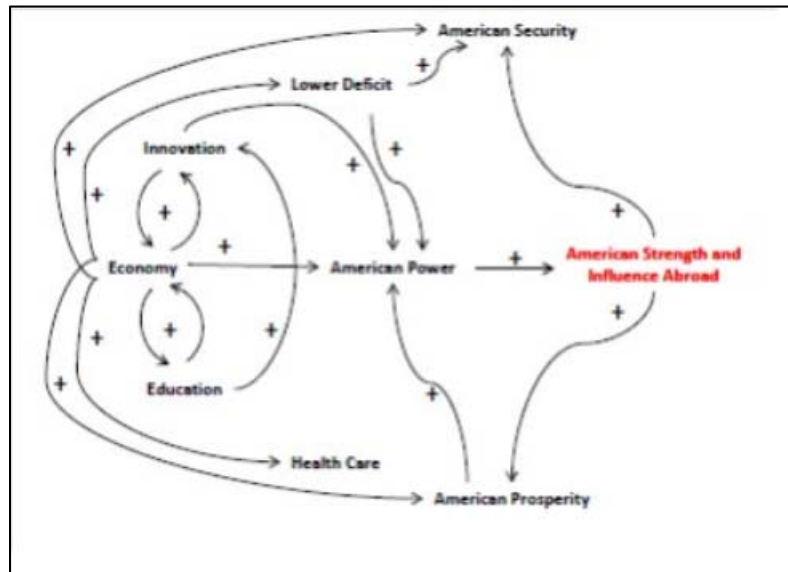 American Security
+
Lower Deficit
+
Innovation
+
+
+
+
+
+
Economy
American Power
+
American Strength and
Influence Abroad
+
+
+
+
+
Education
+
Health Care
American Prosperity